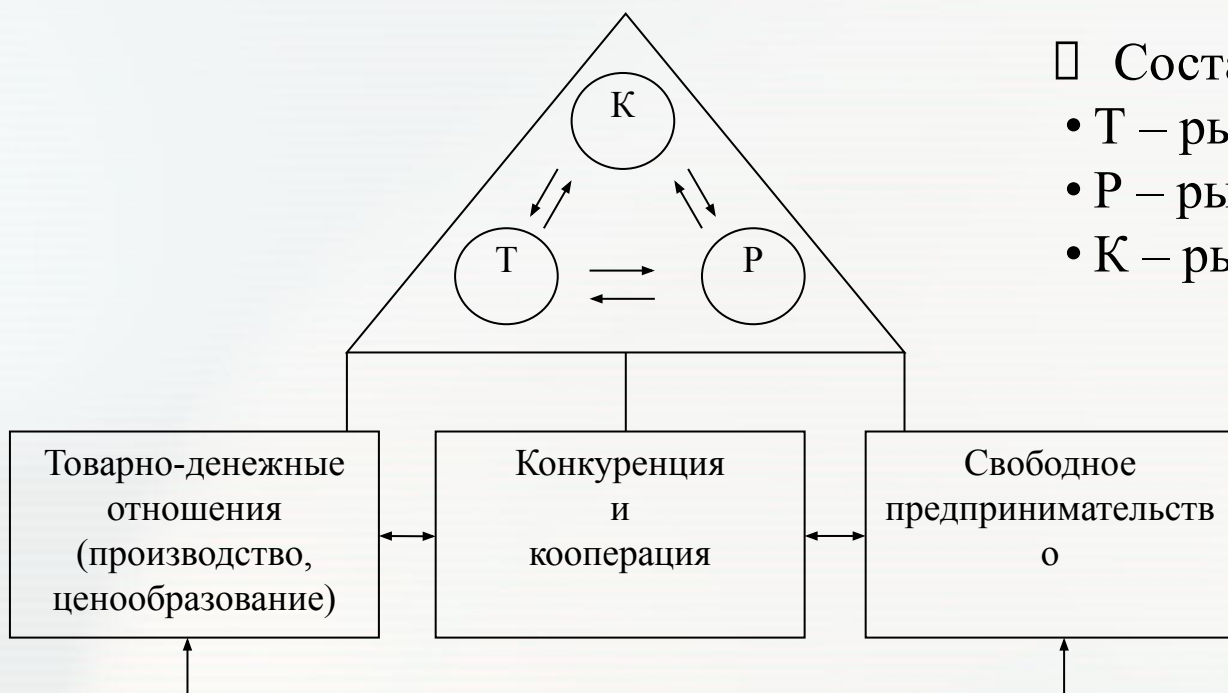 К
Т
Р
• Т –
• Р –
• К –
Товарно-денежные
отношения
(производство,
ценообразование)
Конкуренция
и
кооперация
Свободное
предпринимательств
о